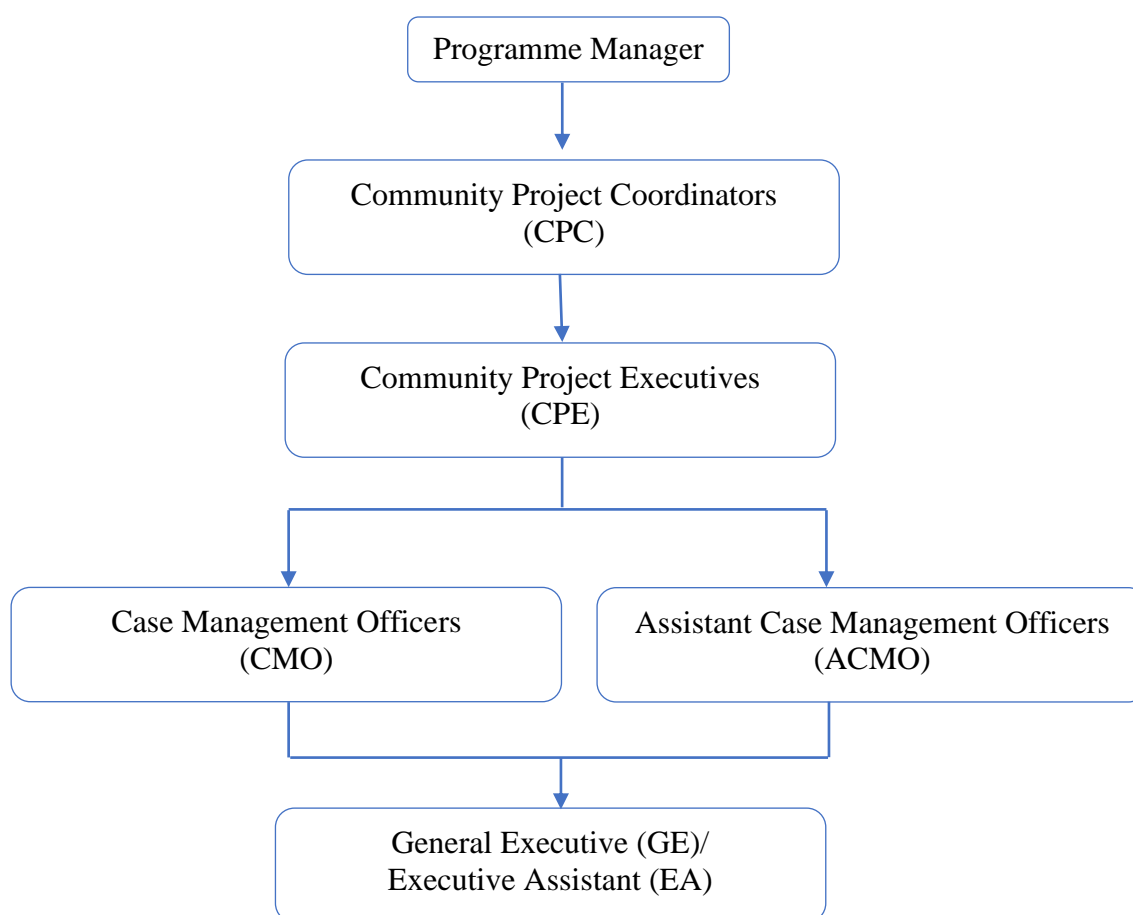 Programme Manager
Community Project Coordinators
(CPC)
Community Project Executives
(CPE)
Case Management Officers
(CMO)
Assistant Case Management Officers
(ACMO)
General Executive (GE)/
Executive Assistant (EA)